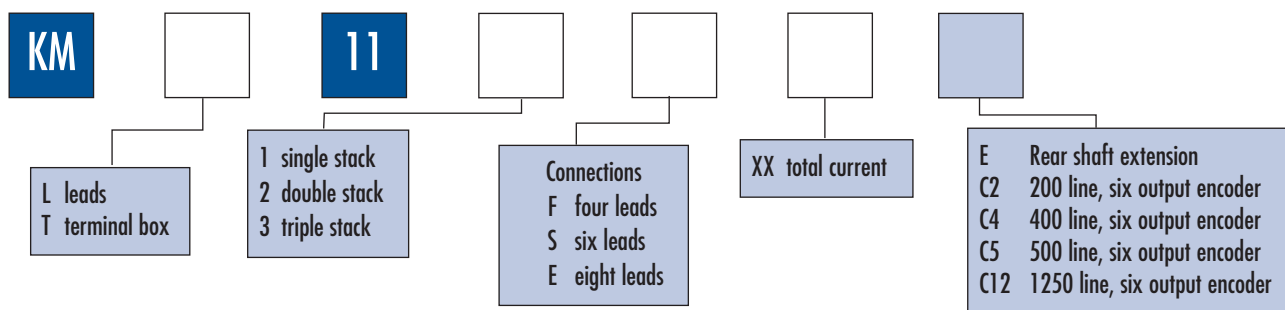 KM
11
L leads
T terminal box
1 single stack
2 double stack
3 triple stack
Connections
F four leads
S six leads
E eight leads
XX total current
E Rear shaft extension
C2 200 line, six output encoder
C4 400 line, six output encoder
C5 500 line, six output encoder
C12 1250 line, six output encoder